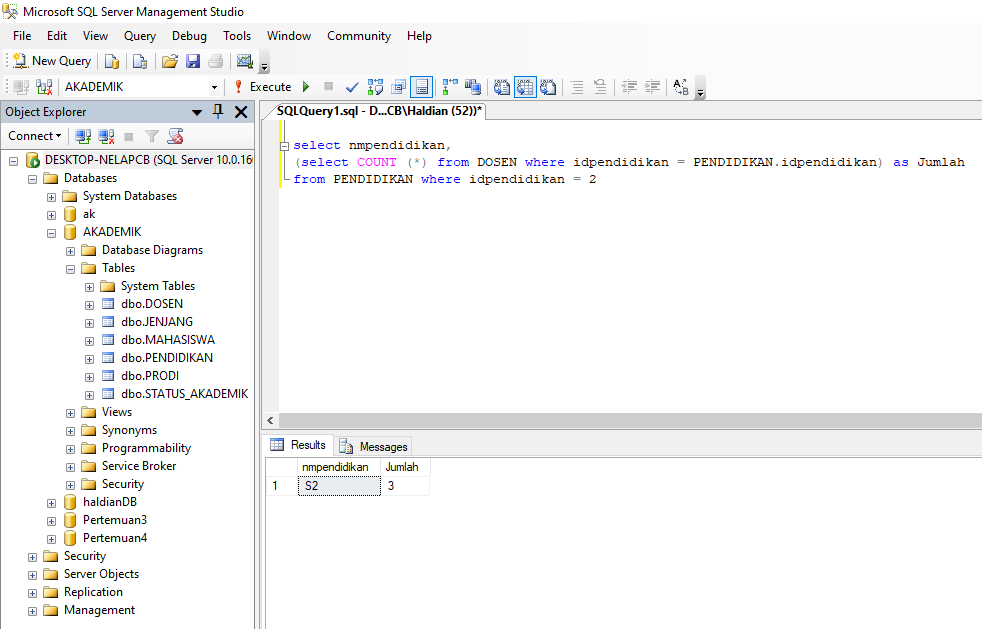 Microsoft SQL Server Management Studio
File Edit View Query Debug Tools Window Community Help
New Query
AKADEMIK Execute
Object Explorer
Connect
DESKTOP-NELAPCB (SQL Server 10.0.16
Databases
System Databases
ak
AKADEMIK
Database Diagrams
Tables
System Tables
dbo.DOSEN
dbo.JENJANG
dbo.MAHASISWA
dbo.PENDIDIKAN
dbo.PRODI
dbo.STATUS_AKADEMIK
Views
Synonyms
Programmability
Service Broker
Security
haldianDB
Pertemuan3
Pertemuan4
Security
Server Objects
Replication
Management
SQLQuery1.sql - D...CB\Haldian (52))*
select nmpendidikan,
(select COUNT (*) from DOSEN where idpendidikan = PENDIDIKAN.idpendidikan) as Jumlah
from PENDIDIKAN where idpendidikan = 2
Results Messages
nmpendidikan Jumlah
1 S2 3